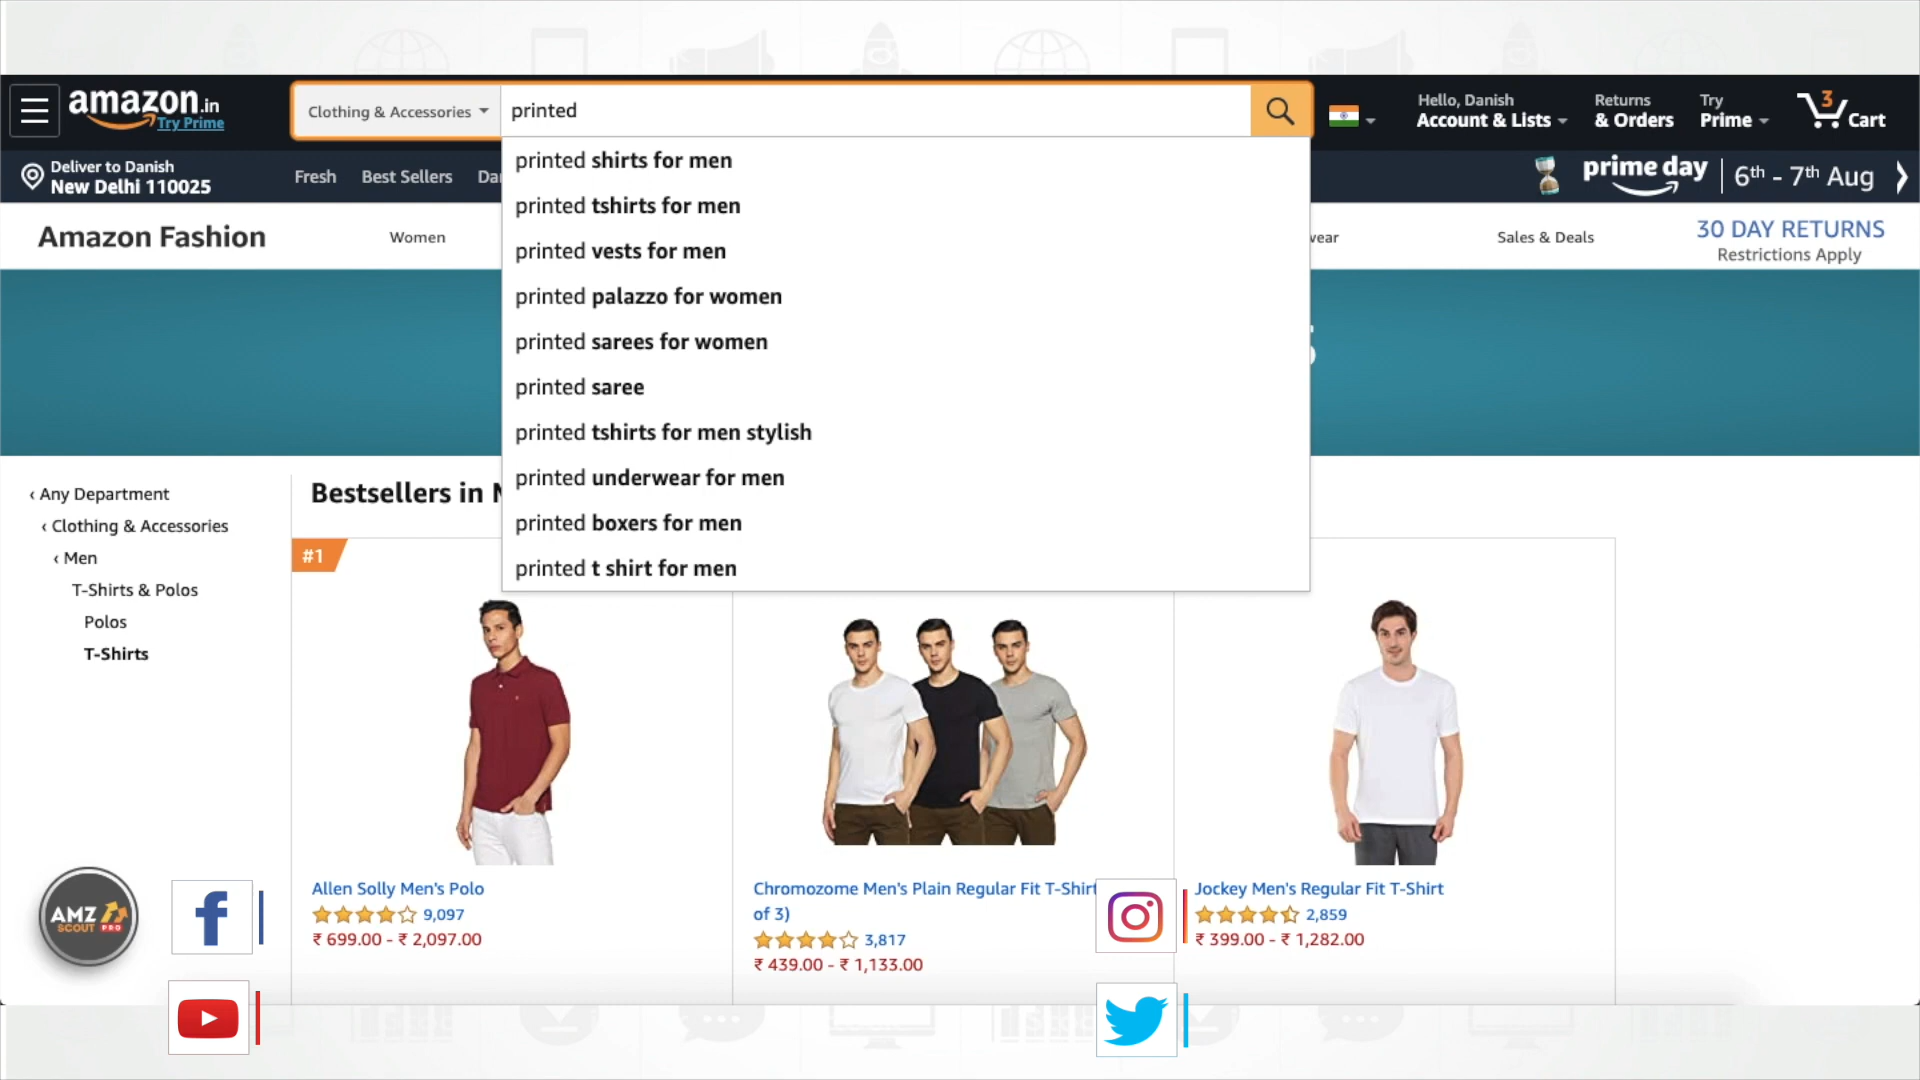 amazon.in
Try Prime
Clothing & Accessories
printed
Hello, Danish
Account & Lists
Returns
& Orders
Try
Prime
3
Cart
Deliver to Danish
New Delhi 110025
Fresh
Best Sellers
prime day
6th - 7th Aug
Amazon Fashion
Women
Sales & Deals
30 DAY RETURNS
Restrictions Apply
printed shirts for men
printed tshirts for men
printed vests for men
printed palazzo for women
printed sarees for women
printed saree
printed tshirts for men stylish
printed underwear for men
printed boxers for men
printed t shirt for men
‹ Any Department
‹ Clothing & Accessories
‹ Men
T-Shirts & Polos
Polos
T-Shirts
Bestsellers in
#1
Allen Solly Men's Polo
9,097
₹ 699.00 - ₹ 2,097.00
Chromozome Men's Plain Regular Fit T-Shirt
of 3)
3,817
₹ 439.00 - ₹ 1,133.00
Jockey Men's Regular Fit T-Shirt
2,859
₹ 399.00 - ₹ 1,282.00
AMZ
SCOUT PRO